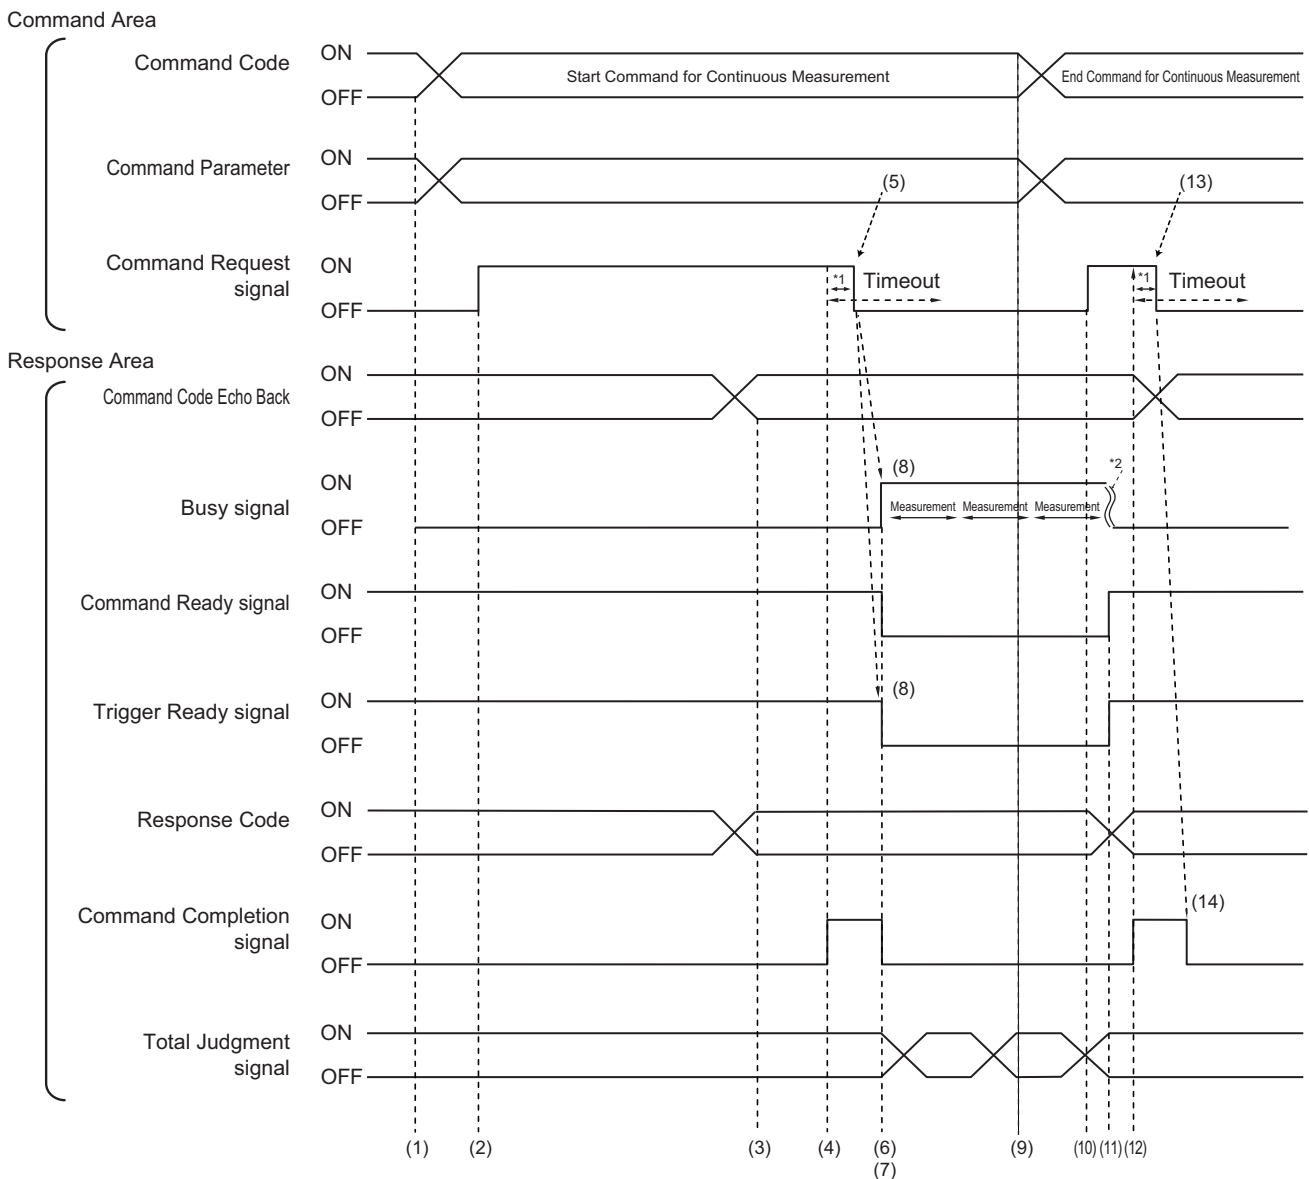 Command Area
Command Code
ON
OFF
Start Command for Continuous Measurement
End Command for Continuous Measurement
Command Parameter
ON
OFF
(5)
(13)
Command Request
signal
ON
OFF
*1
Timeout
*1
Timeout
Response Area
Command Code Echo Back
ON
OFF
Busy signal
ON
OFF
(8)
*2
Measurement
Measurement
Measurement
Command Ready signal
ON
OFF
Trigger Ready signal
ON
OFF
(8)
Response Code
ON
OFF
Command Completion
signal
ON
OFF
(14)
Total Judgment
signal
ON
OFF
(1)
(2)
(3)
(4)
(6)
(7)
(9)
(10)
(11)
(12)